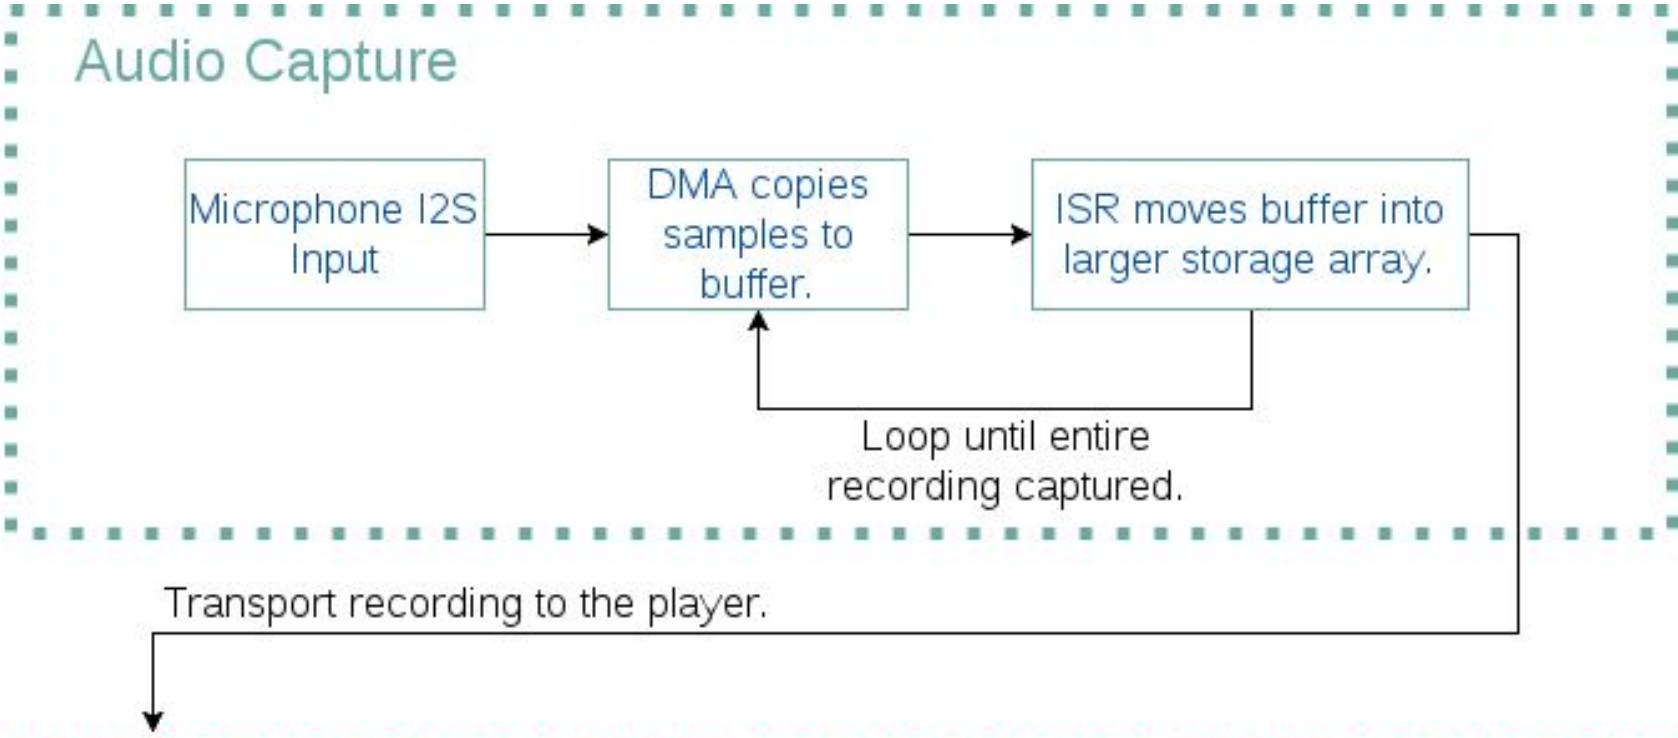 Audio Capture
Microphone I2S
Input
DMA copies
samples to
buffer.
ISR moves buffer into
larger storage array.
Loop until entire
recording captured.
Transport recording to the player.